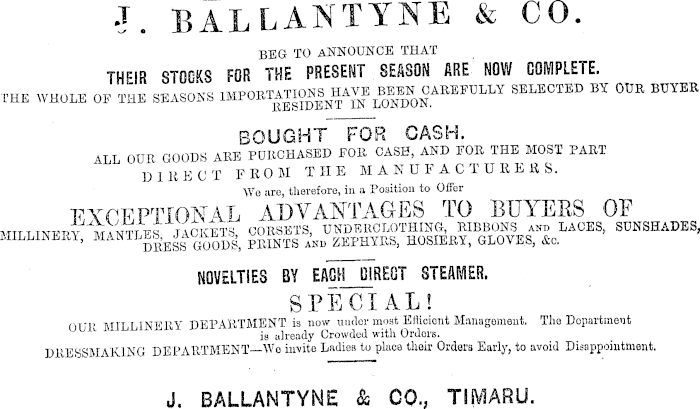 J. BALLANTYNE & CO.
BEG TO ANNOUNCE THAT
THEIR STOCKS FOR THE PRESENT SEASON ARE NOW COMPLETE.
THE WHOLE OF THE SEASONS IMPORTATIONS HAVE BEEN CAREFULLY SELECTED BY OUR BUYER
RESIDENT IN LONDON.
BOUGHT FOR CASH.
ALL OUR GOODS ARE PURCHASED FOR CASH, AND FOR THE MOST PART
DIRECT FROM THE MANUFACTURERS.
We are, therefore, in a Position to Offer
EXCEPTIONAL ADVANTAGES TO BUYERS OF
MILLINERY, MANTLES, JACKETS, CORSETS, UNDERCLOTHING, RIBBONS AND LACES, SUNSHADES,
DRESS GOODS, PRINTS AND ZEPHYRS, HOSIERY, GLOVES, &c.
NOVELTIES BY EACH DIRECT STEAMER.
SPECIAL!
OUR MILLINERY DEPARTMENT is now under most Efficient Management. The Department
is already Crowded with Orders.
DRESSMAKING DEPARTMENT—We invite Ladies to place their Orders Early, to avoid Disappointment.
J. BALLANTYNE & CO., TIMARU.